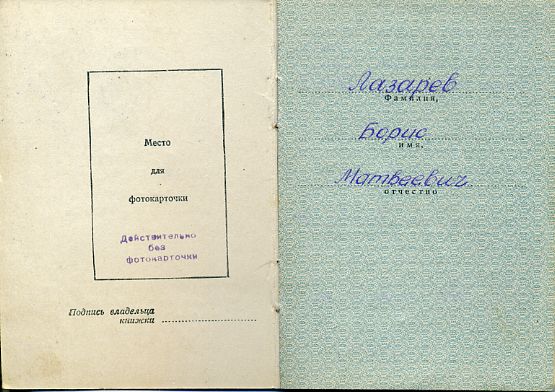 Место
для
фотокарточки
Действительно
без
фотокарточки
Подпись владельца
книжки
Лазарев
Фамилия,
Борис
имя,
Матвеевич
отчество